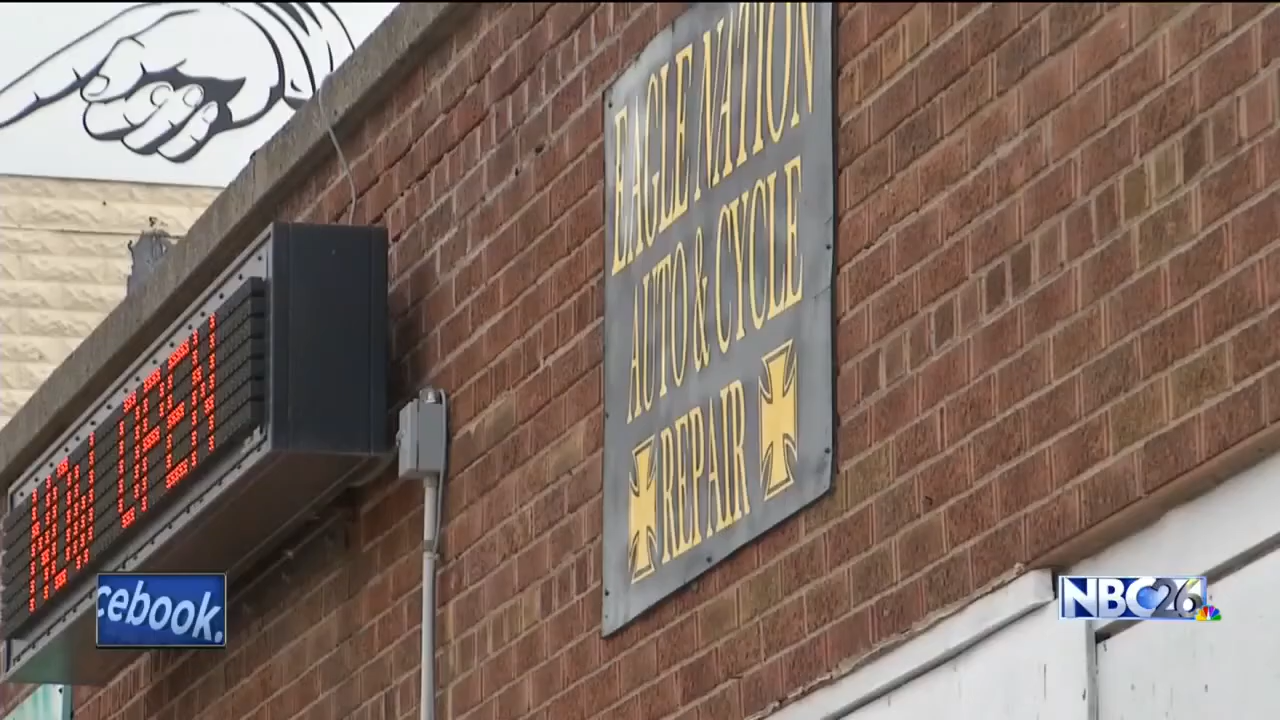 EAGLE NATION
AUTO & CYCLE
REPAIR
NOW OPEN
cebook.
NBC26